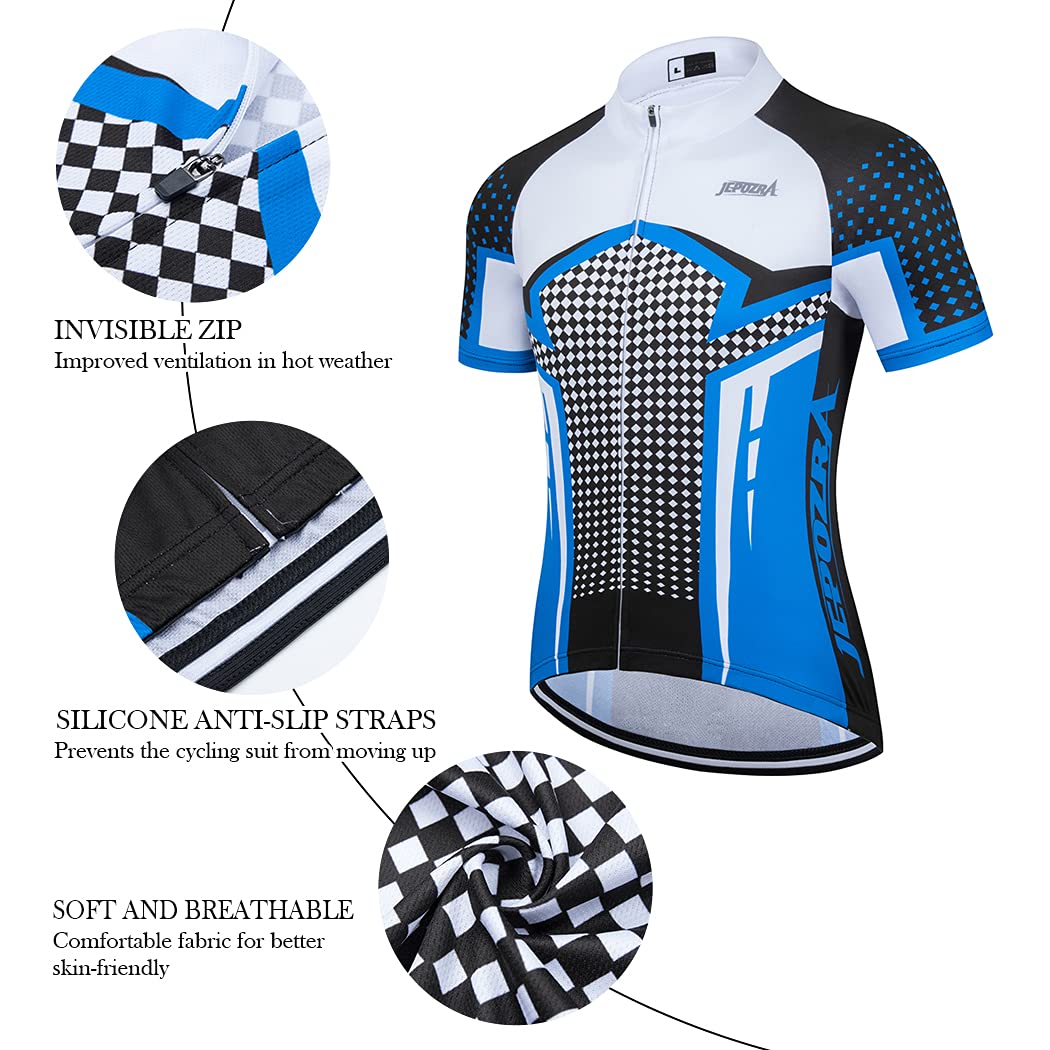 L
JEPOZRA
INVISIBLE ZIP
Improved ventilation in hot weather
JEPOZRA
SILICONE ANTI-SLIP STRAPS
Prevents the cycling suit from moving up
SOFT AND BREATHABLE
Comfortable fabric for better
skin-friendly